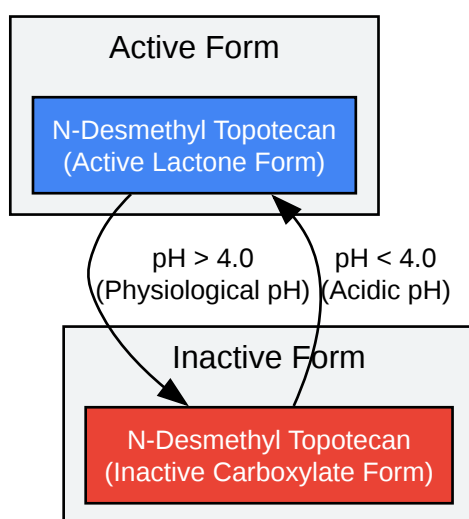 Active Form
N-Desmethyl Topotecan
(Active Lactone Form)
pH > 4.0
(Physiological pH)
pH < 4.0
(Acidic pH)
Inactive Form
N-Desmethyl Topotecan
(Inactive Carboxylate Form)